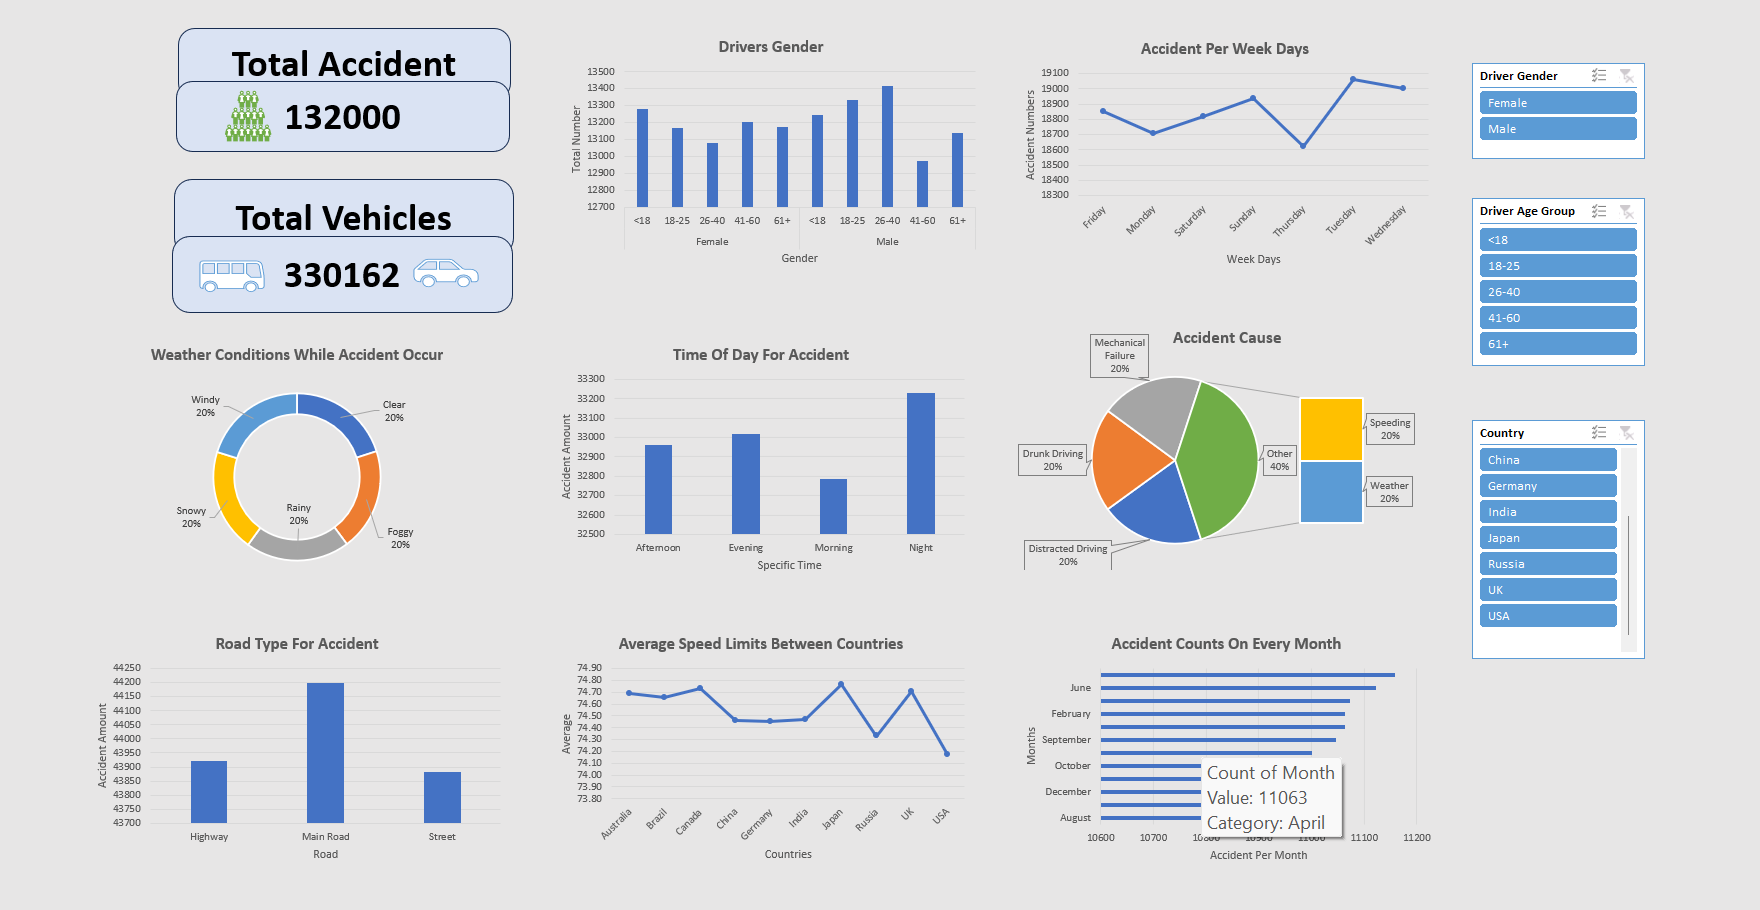 Total Accident
132000
Total Vehicles
330162
Drivers Gender
13500
13400
13300
13200
13100
13000
12900
12800
12700
Total Number
<18 18-25 26-40 41-60 61+ <18 18-25 26-40 41-60 61+
Female Male
Gender
Accident Per Week Days
19100
19000
18900
18800
18700
18600
18500
18400
18300
Accident Numbers
Friday Monday Saturday Sunday Thursday Tuesday Wednesday
Week Days
Driver Gender
Female
Male
Driver Age Group
<18
18-25
26-40
41-60
61+
Country
China
Germany
India
Japan
Russia
UK
USA
Weather Conditions While Accident Occur
Windy
20%
Clear
20%
Snowy
20%
Rainy
20%
Foggy
20%
Time Of Day For Accident
33300
33200
33100
33000
32900
32800
32700
32600
32500
Accident Amount
Afternoon Evening Morning Night
Specific Time
Accident Cause
Mechanical
Failure
20%
Drunk Driving
20%
Distracted Driving
20%
Other
40%
Speeding
20%
Weather
20%
Road Type For Accident
44250
44200
44150
44100
44050
44000
43950
43900
43850
43800
43750
43700
Accident Amount
Highway Main Road Street
Road
Average Speed Limits Between Countries
74.90
74.80
74.70
74.60
74.50
74.40
74.30
74.20
74.10
74.00
73.90
73.80
Average
Australia Brazil Canada China Germany India Japan Russia UK USA
Countries
Accident Counts On Every Month
Months
June
February
September
October
December
August
Count of Month
Value: 11063
Category: April
10600 10700 11100 11200
Accident Per Month